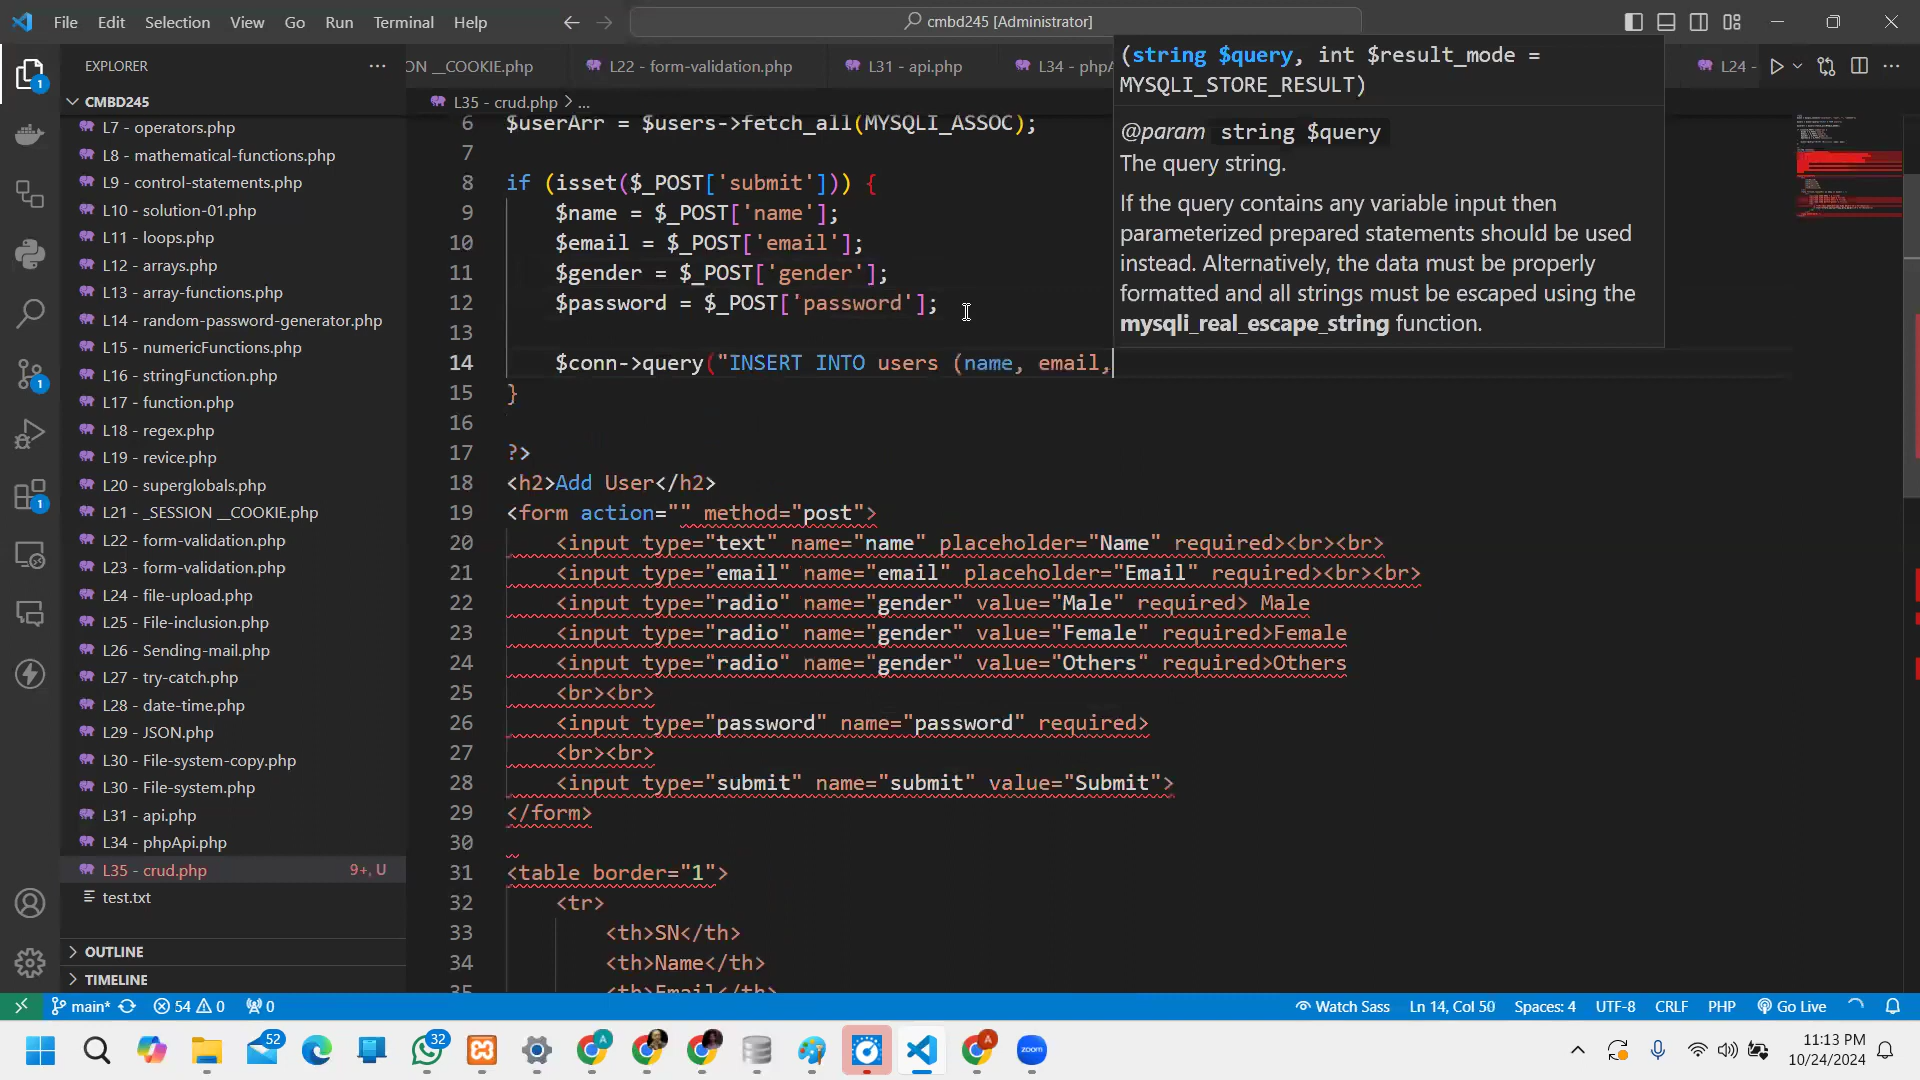 File Edit Selection View Go Run Terminal Help
cmbd245 [Administrator]
EXPLORER
ON __COOKIE.php
L22 - form-validation.php
L31 - api.php
L34 - phpA
L24 -
CMBD245
L35 - crud.php > ...
L7 - operators.php
L8 - mathematical-functions.php
L9 - control-statements.php
L10 - solution-01.php
L11 - loops.php
L12 - arrays.php
L13 - array-functions.php
L14 - random-password-generator.php
L15 - numericFunctions.php
L16 - stringFunction.php
L17 - function.php
L18 - regex.php
L19 - revice.php
L20 - superglobals.php
L21 - _SESSION __COOKIE.php
L22 - form-validation.php
L23 - form-validation.php
L24 - file-upload.php
L25 - File-inclusion.php
L26 - Sending-mail.php
L27 - try-catch.php
L28 - date-time.php
L29 - JSON.php
L30 - File-system-copy.php
L30 - File-system.php
L31 - api.php
L34 - phpApi.php
L35 - crud.php 9+, U
test.txt
OUTLINE
TIMELINE
6 $userArr = $users->fetch_all(MYSQLI_ASSOC);
7
8 if (isset($_POST['submit'])) {
9 $name = $_POST['name'];
10 $email = $_POST['email'];
11 $gender = $_POST['gender'];
12 $password = $_POST['password'];
13
14 $conn->query("INSERT INTO users (name, email,
15 }
16
17 ?>
18 <h2>Add User</h2>
19 <form action="" method="post">
20 <input type="text" name="name" placeholder="Name" required><br><br>
21 <input type="email" name="email" placeholder="Email" required><br><br>
22 <input type="radio" name="gender" value="Male" required> Male
23 <input type="radio" name="gender" value="Female" required>Female
24 <input type="radio" name="gender" value="Others" required>Others
25 <br><br>
26 <input type="password" name="password" required>
27 <br><br>
28 <input type="submit" name="submit" value="Submit">
29 </form>
30
31 <table border="1">
32 <tr>
33 <th>SN</th>
34 <th>Name</th>
35 <th>Email</th>
(string $query, int $result_mode =
MYSQLI_STORE_RESULT)
@param string $query
The query string.
If the query contains any variable input then
parameterized prepared statements should be used
instead. Alternatively, the data must be properly
formatted and all strings must be escaped using the
mysqli_real_escape_string function.
1
1
1
main* 54 0 0
Watch Sass Ln 14, Col 50 Spaces: 4 UTF-8 CRLF PHP Go Live
52
32
A
A
zoom
11:13 PM
10/24/2024